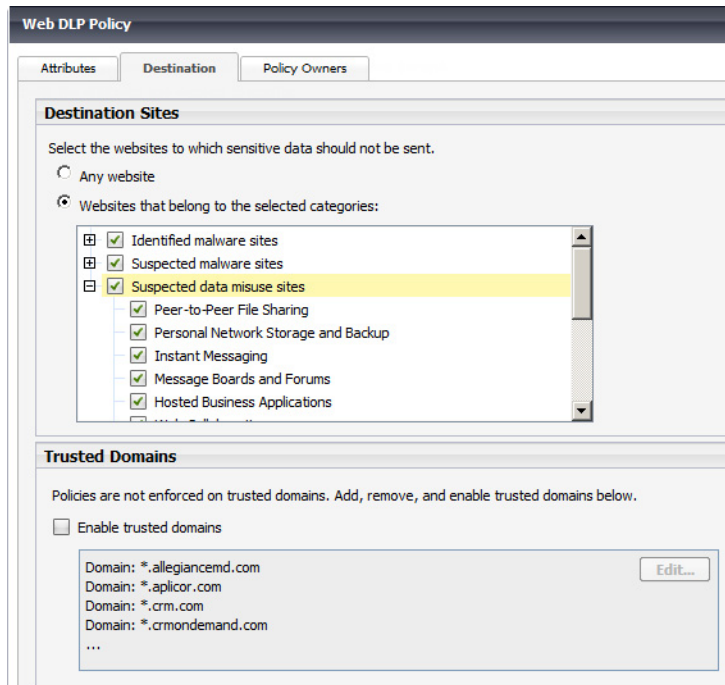 Web DLP Policy
Attributes Destination Policy Owners
Destination Sites
Select the websites to which sensitive data should not be sent.
Any website
Websites that belong to the selected categories:
Identified malware sites
Suspected malware sites
Suspected data misuse sites
Peer-to-Peer File Sharing
Personal Network Storage and Backup
Instant Messaging
Message Boards and Forums
Hosted Business Applications
Trusted Domains
Policies are not enforced on trusted domains. Add, remove, and enable trusted domains below.
Enable trusted domains
Domain: *.allegiancemd.com Edit...
Domain: *.aplicor.com
Domain: *.crm.com
Domain: *.crmondemand.com
...